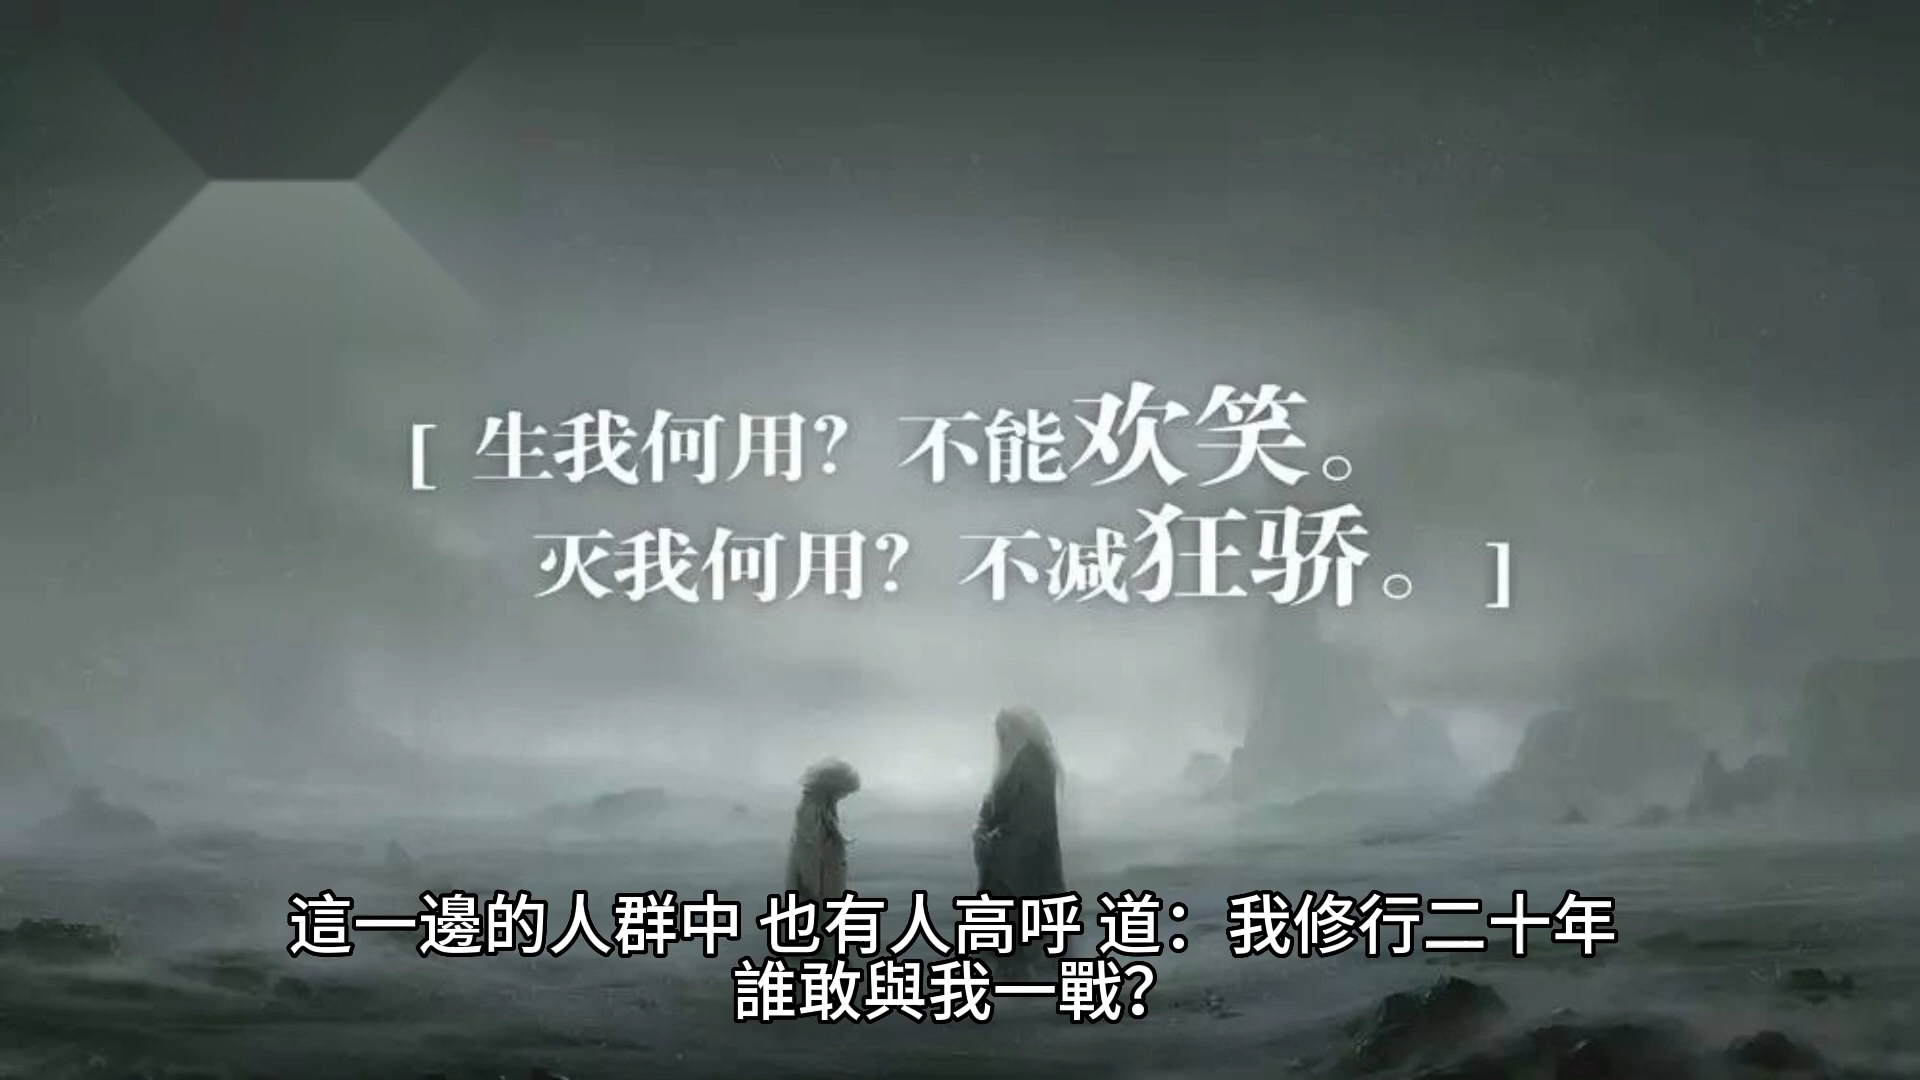 [ 生我何用？不能欢笑。
灭我何用？不减狂骄。 ]
這一邊的人群中 也有人高呼 道：我修行二十年
誰敢與我一戰？